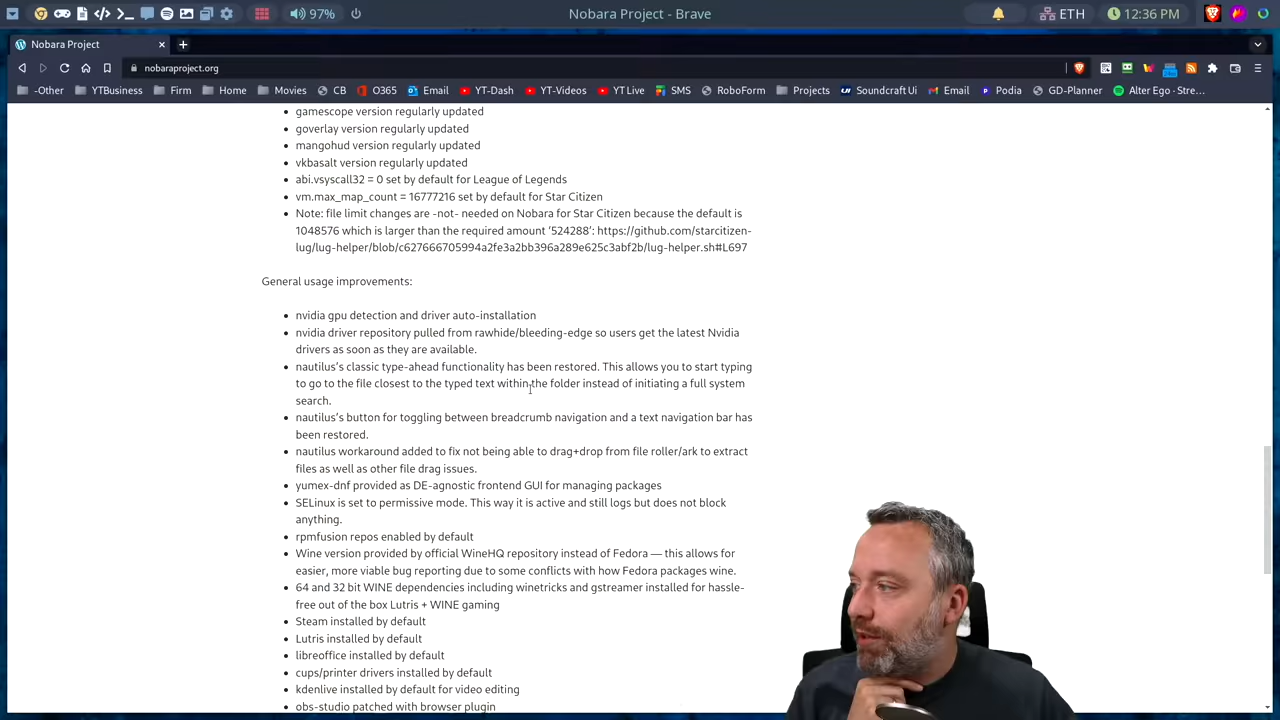 97%
Nobara Project - Brave
ETH
12:36 PM
Nobara Project
nobaraproject.org
-Other
YTBusiness
Firm
Home
Movies
CB
O365
Email
YT-Dash
YT-Videos
YT Live
SMS
RoboForm
Projects
Soundcraft Ui
Email
Podia
GD-Planner
Alter Ego - Stre...
gamescope version regularly updated
goverlay version regularly updated
mangohud version regularly updated
vkbasalt version regularly updated
abi.vsyscall32 = 0 set by default for League of Legends
vm.max_map_count = 16777216 set by default for Star Citizen
Note: file limit changes are -not- needed on Nobara for Star Citizen because the default is
1048576 which is larger than the required amount ‘524288’: https://github.com/starcitizen-
lug/lug-helper/blob/c627666705994a2fe3a2bb396a289e625c3abf2b/lug-helper.sh#L697
General usage improvements:
nvidia gpu detection and driver auto-installation
nvidia driver repository pulled from rawhide/bleeding-edge so users get the latest Nvidia
drivers as soon as they are available.
nautilus’s classic type-ahead functionality has been restored. This allows you to start typing
to go to the file closest to the typed text within the folder instead of initiating a full system
search.
nautilus’s button for toggling between breadcrumb navigation and a text navigation bar has
been restored.
nautilus workaround added to fix not being able to drag+drop from file roller/ark to extract
files as well as other file drag issues.
yumex-dnf provided as DE-agnostic frontend GUI for managing packages
SELinux is set to permissive mode. This way it is active and still logs but does not block
anything.
rpmfusion repos enabled by default
Wine version provided by official WineHQ repository instead of Fedora — this allows for
easier, more viable bug reporting due to some conflicts with how Fedora packages wine.
64 and 32 bit WINE dependencies including winetricks and gstreamer installed for hassle-
free out of the box Lutris + WINE gaming
Steam installed by default
Lutris installed by default
libreoffice installed by default
cups/printer drivers installed by default
kdenlive installed by default for video editing
obs-studio patched with browser plugin